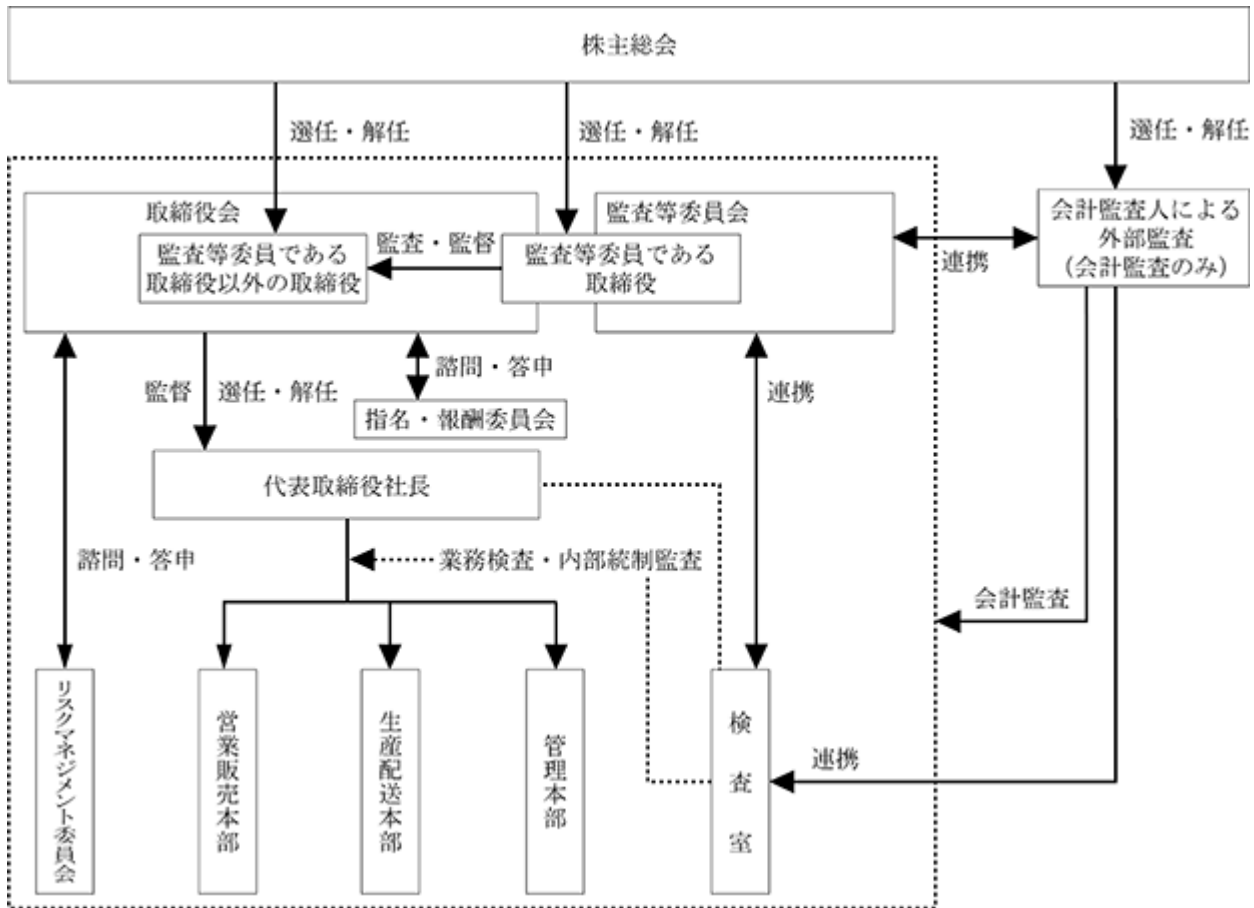 株主総会
選任・解任
選任・解任
選任・解任
取締役会
監査等委員会
会計監査人による
外部監査
（会計監査のみ）
監査等委員である
取締役以外の取締役
監査・監督
監査等委員である
取締役
連携
諮問・答申
監督
選任・解任
連携
指名・報酬委員会
代表取締役社長
諮問・答申
業務検査・内部統制監査
会計監査
リスクマネジメント委員会
営業販売本部
生産配送本部
管理本部
検査室
連携